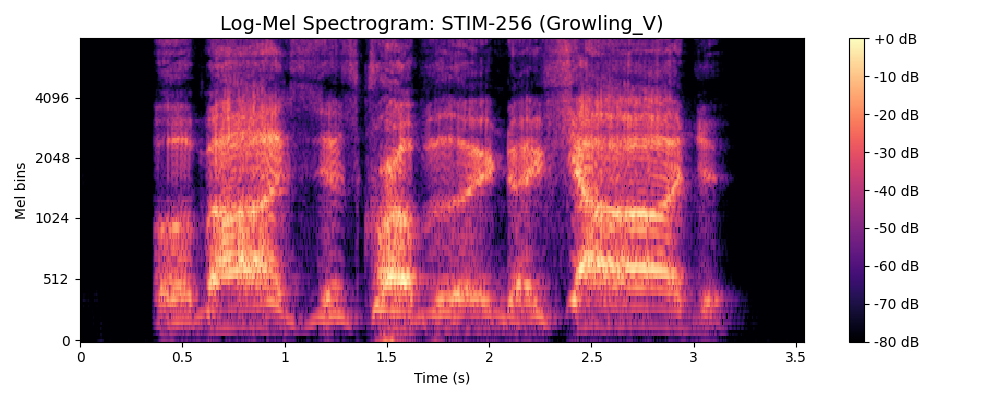 Log-Mel Spectrogram: STIM-256 (Growling_V)
Mel bins
4096
2048
1024
512
0
0
0.5
1
1.5
2
2.5
3
3.5
Time (s)
+0 dB
-10 dB
-20 dB
-30 dB
-40 dB
-50 dB
-60 dB
-70 dB
-80 dB